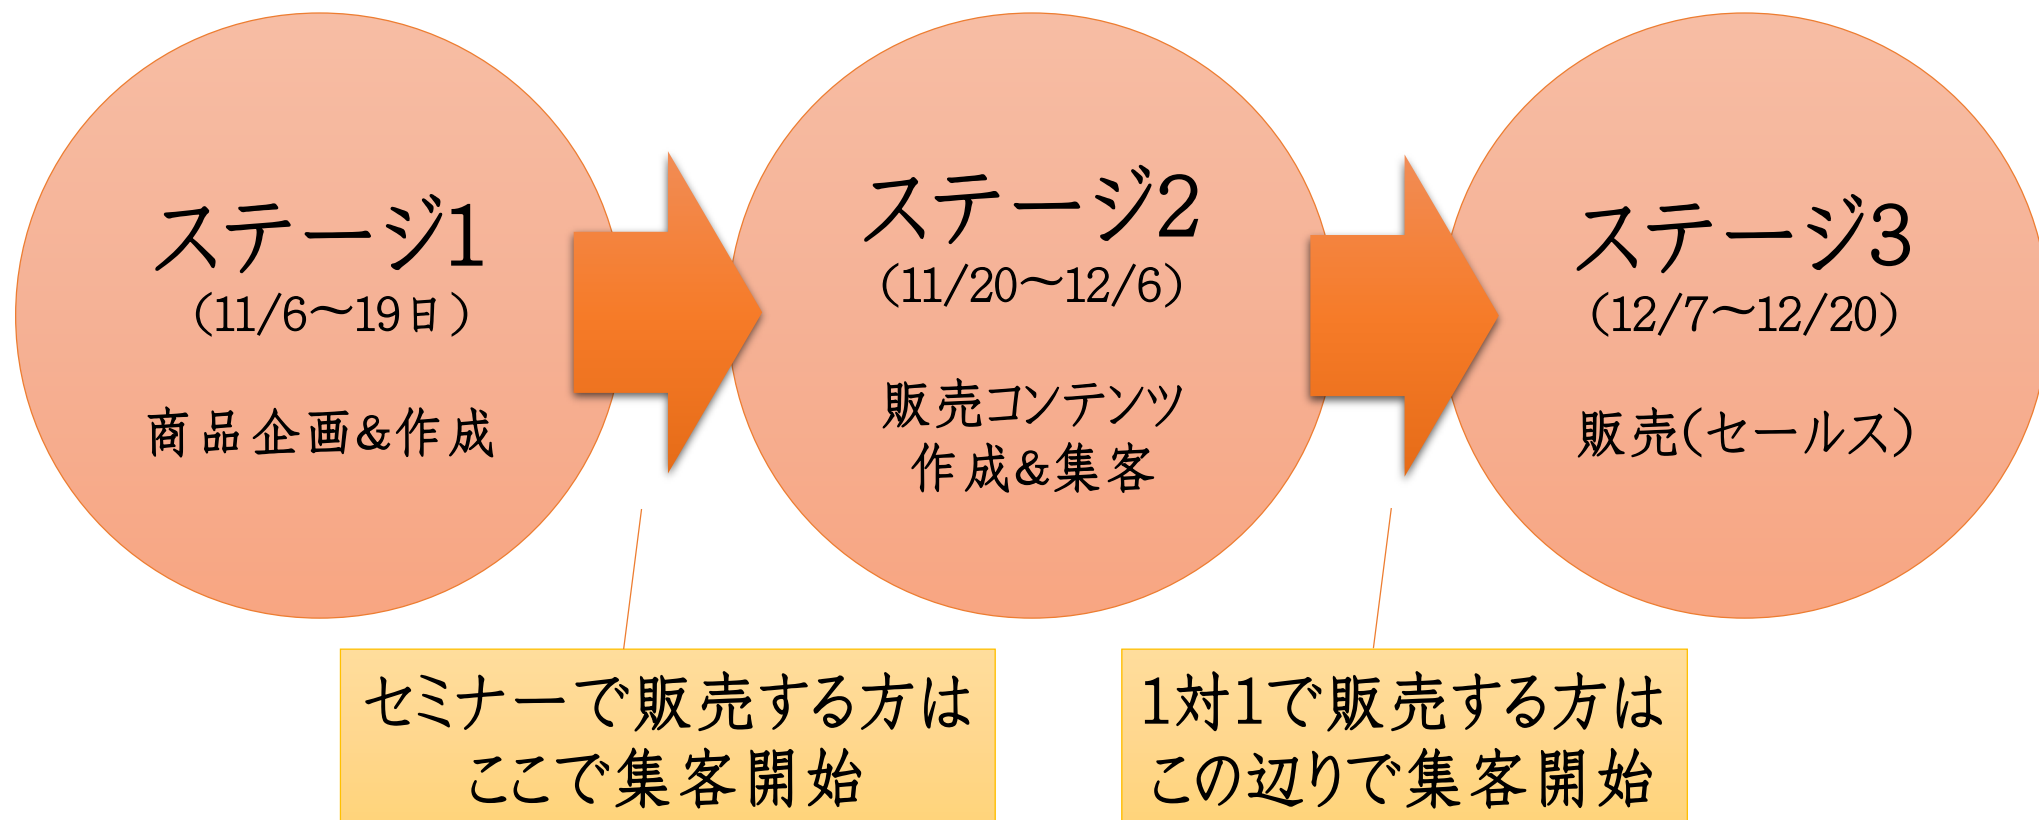 ステージ1
(11/6～19日)
商品企画&作成
ステージ2
(11/20～12/6)
販売コンテンツ
作成&集客
ステージ3
(12/7～12/20)
販売(セールス)
セミナーで販売する方は
ここで集客開始
1対1で販売する方は
この辺りで集客開始